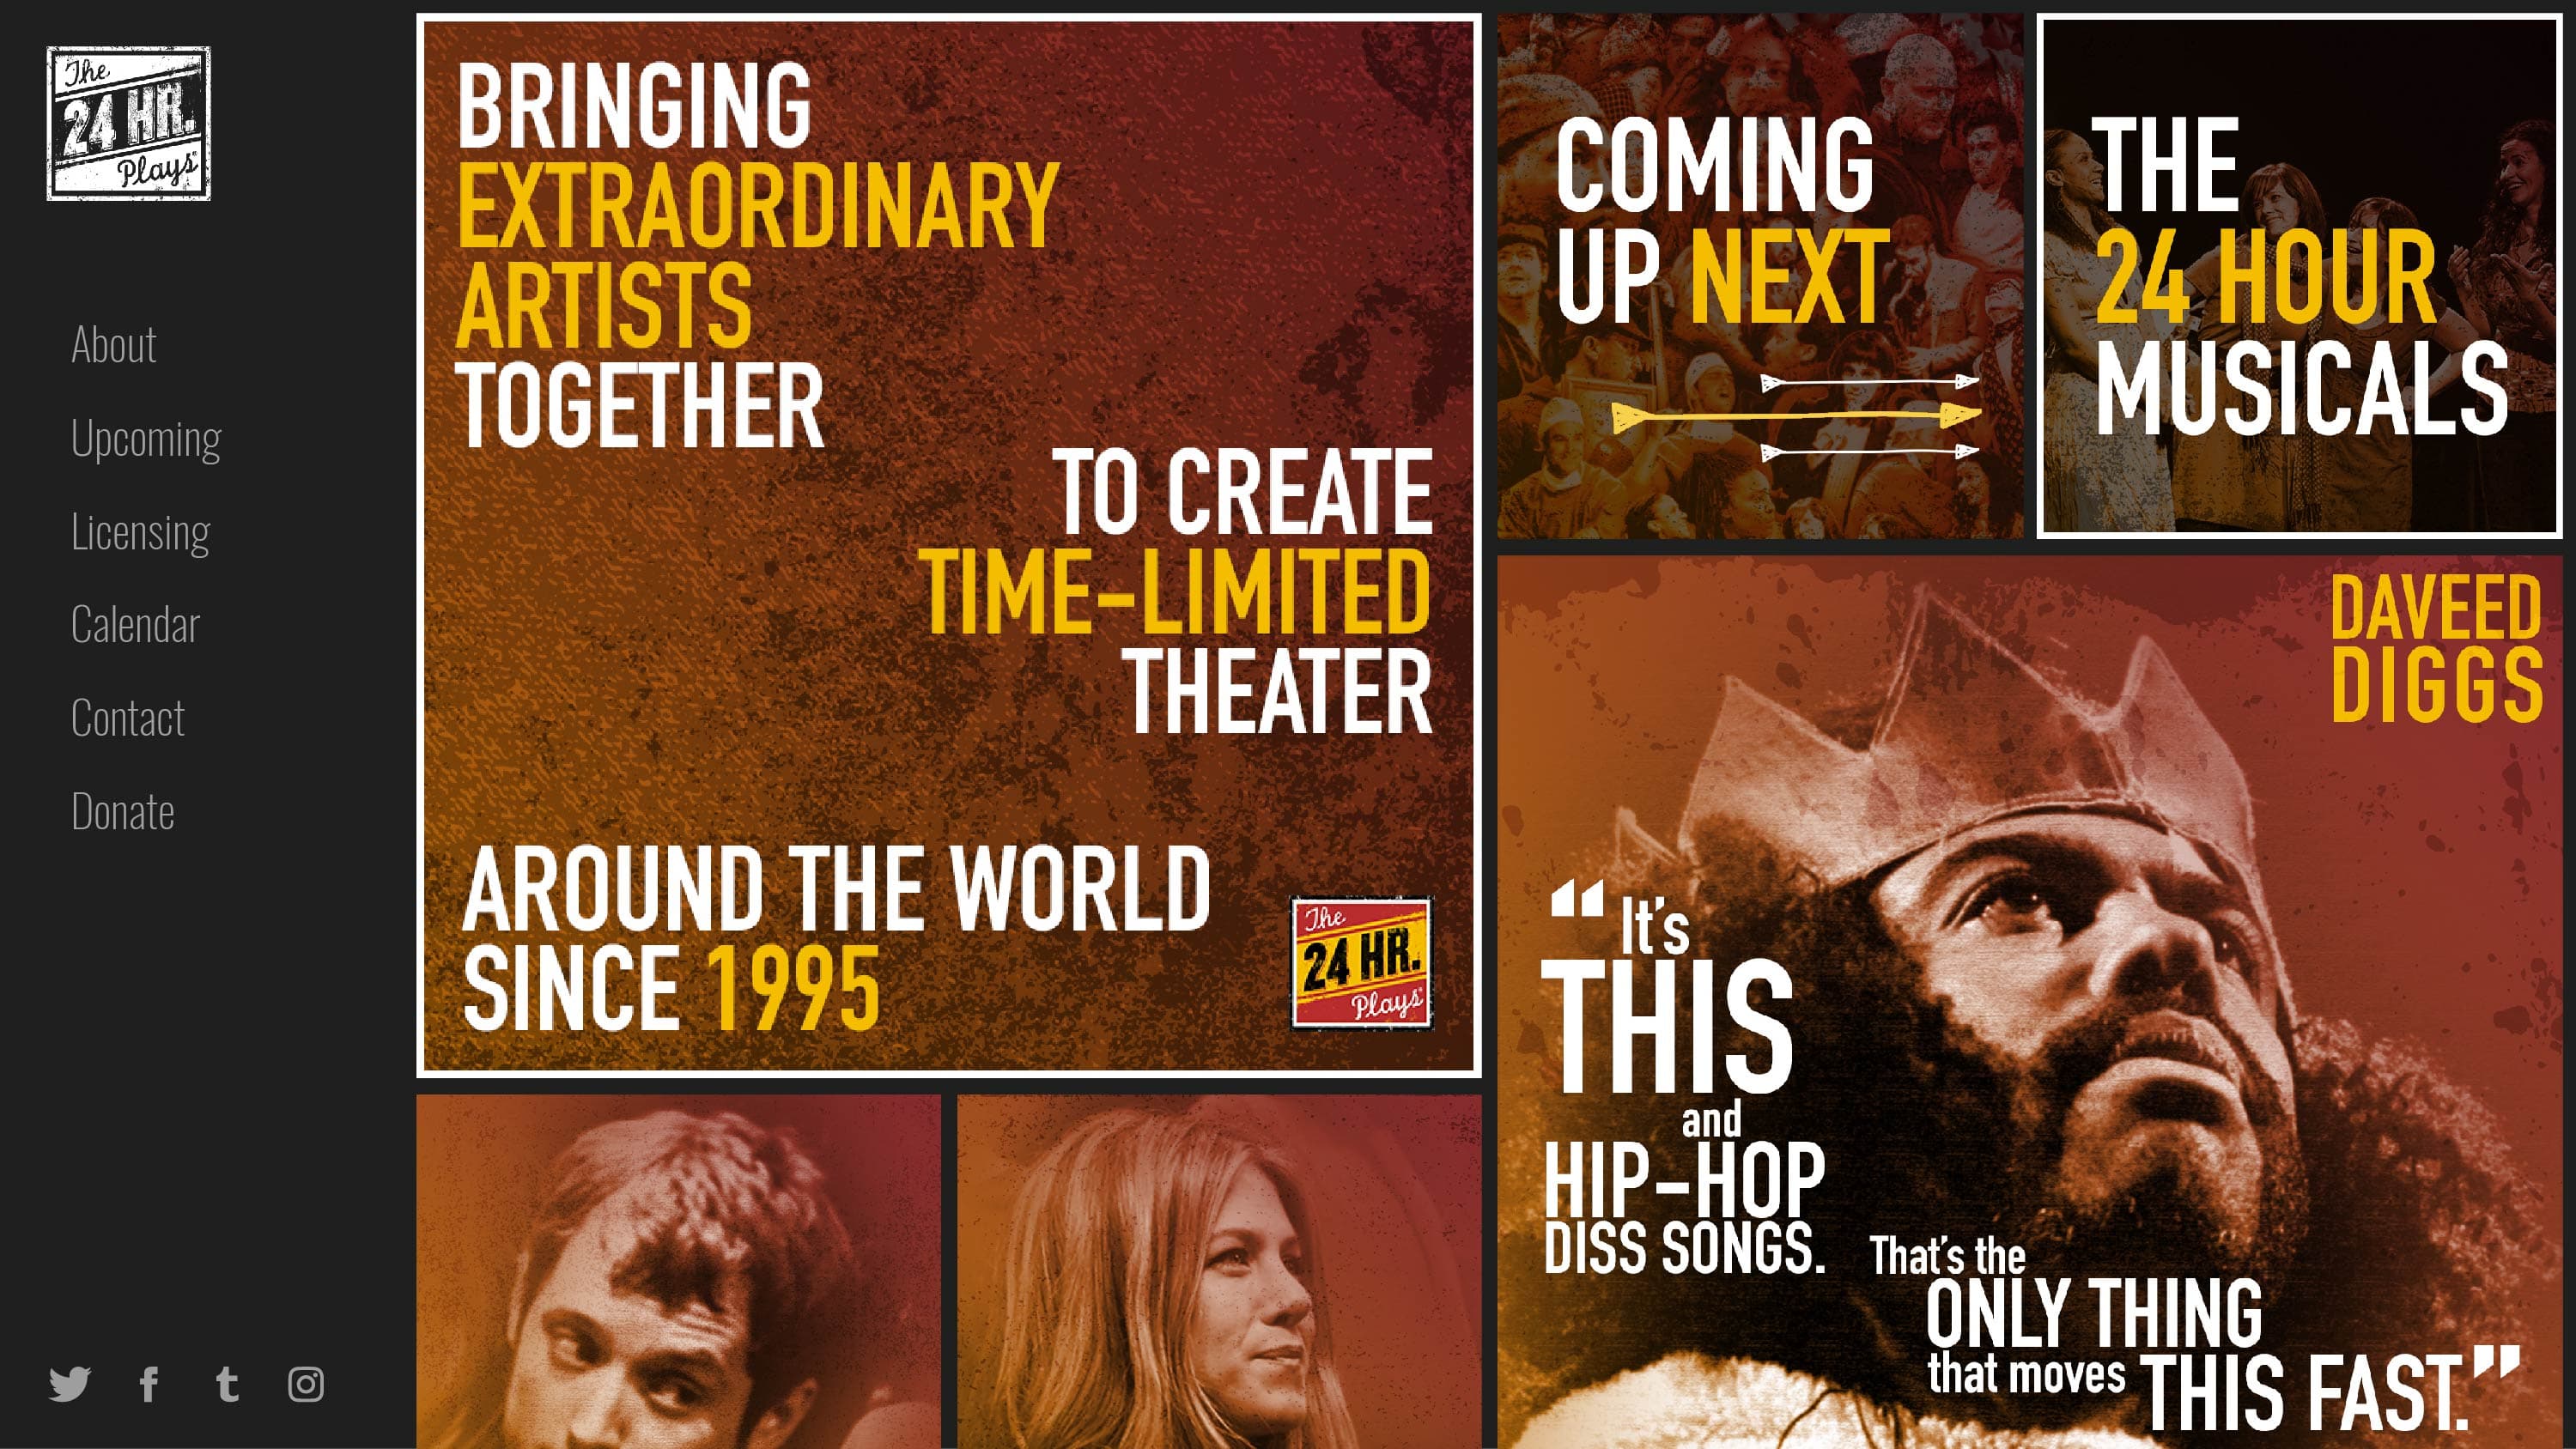 The
24 HR.
Plays
About
Upcoming
Licensing
Calendar
Contact
Donate
BRINGING
EXTRAORDINARY
ARTISTS
TOGETHER
TO CREATE
TIME-LIMITED
THEATER
AROUND THE WORLD
SINCE 1995
The
24 HR.
Plays
COMING
UP NEXT
THE
24 HOUR
MUSICALS
DAVEED
DIGGS
“It's
THIS
and
HIP-HOP
DISS SONGS.
That's the
ONLY THING
that moves THIS FAST.”